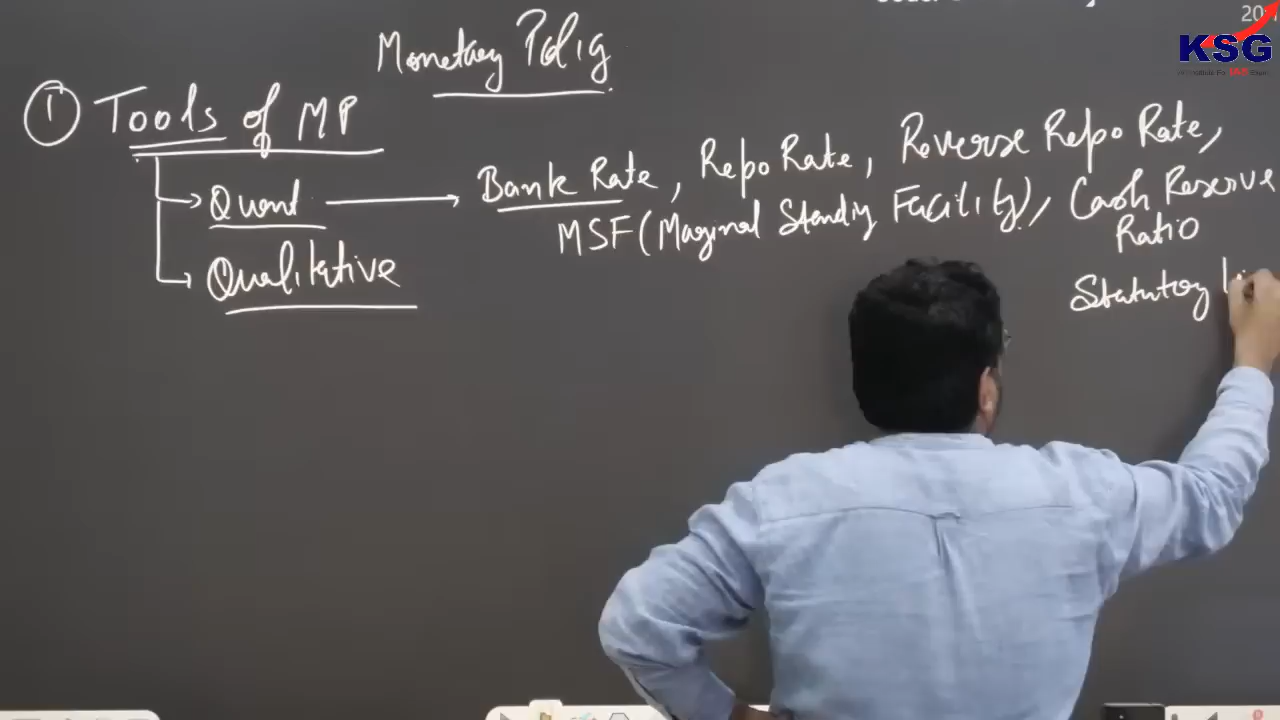 KSG
Monetary Policy
① Tools of MP
Quant → Bank Rate, Repo Rate, Reverse Repo Rate,
MSF (Marginal Standing Facility), Cash Reserve
Ratio
Qualitative
Statutory